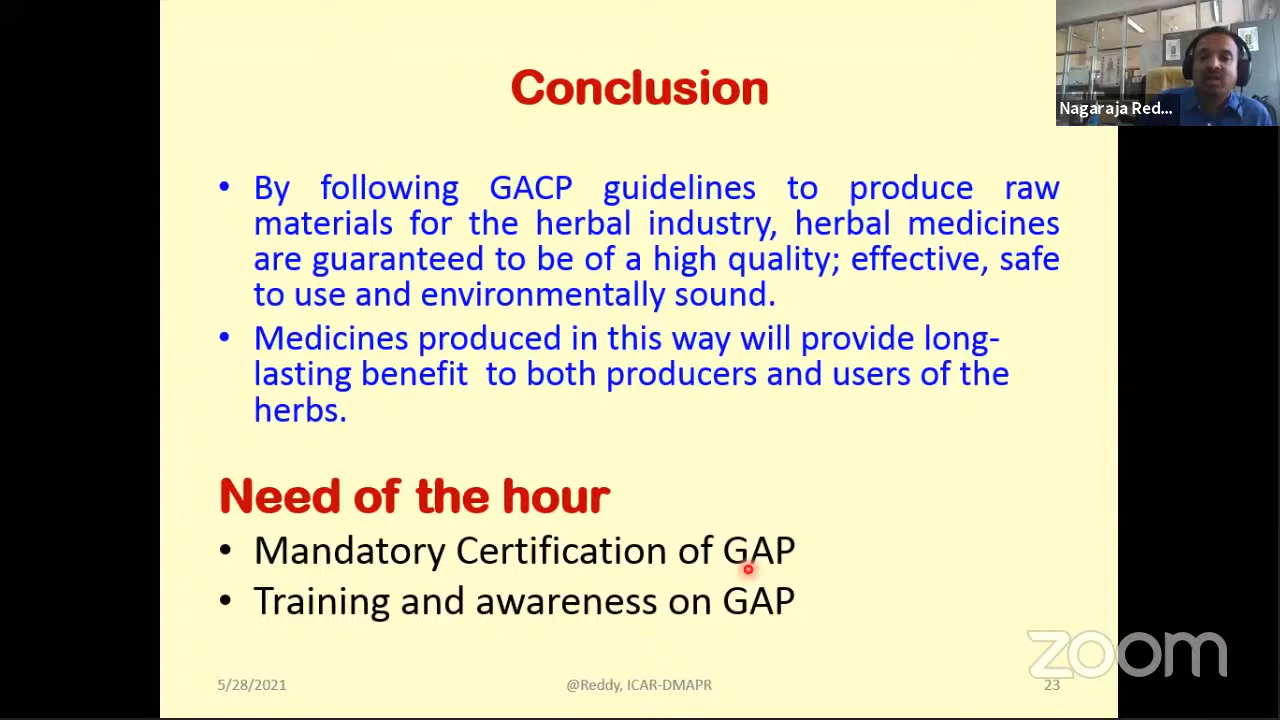 Conclusion
Nagaraja Red...
• By following GACP guidelines to produce raw
materials for the herbal industry, herbal medicines
are guaranteed to be of a high quality; effective, safe
to use and environmentally sound.
• Medicines produced in this way will provide long-
lasting benefit to both producers and users of the
herbs.
Need of the hour
• Mandatory Certification of GAP
• Training and awareness on GAP
zoom
5/28/2021 @Reddy, ICAR-DMAPR 23